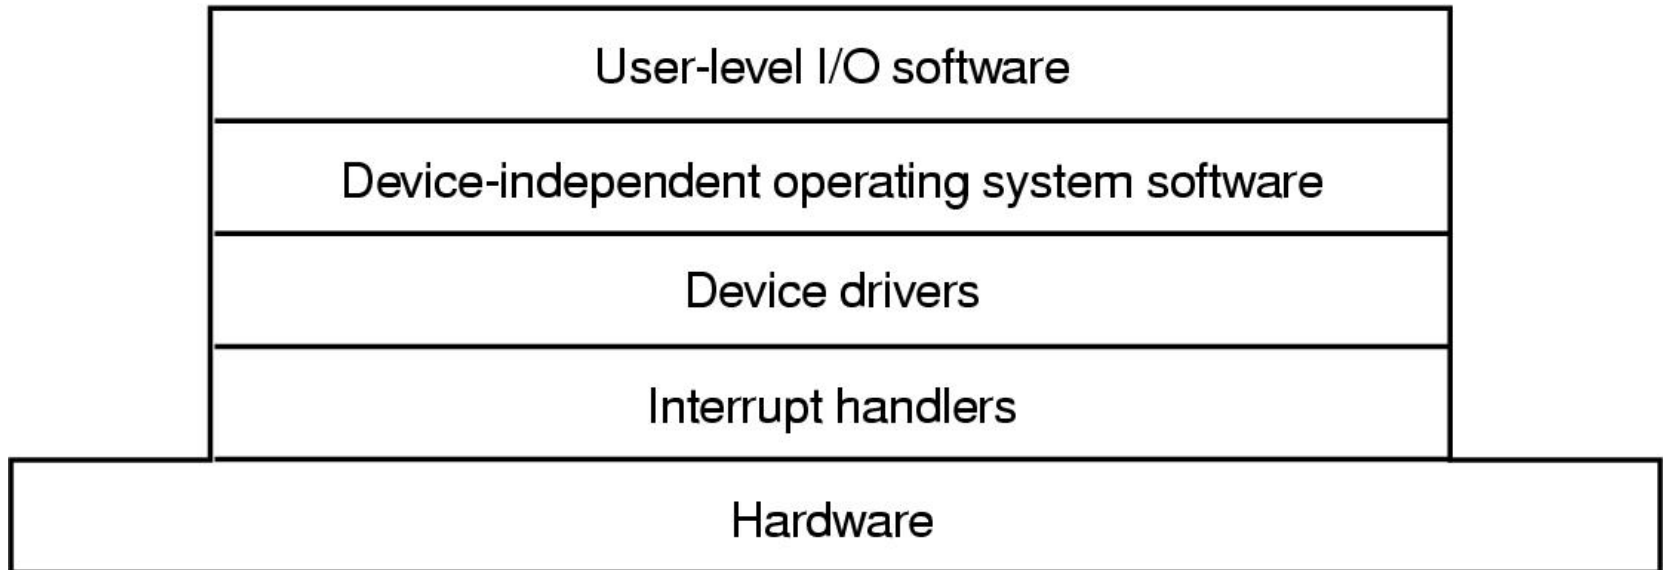 User-level I/O software
Device-independent operating system software
Device drivers
Interrupt handlers
Hardware